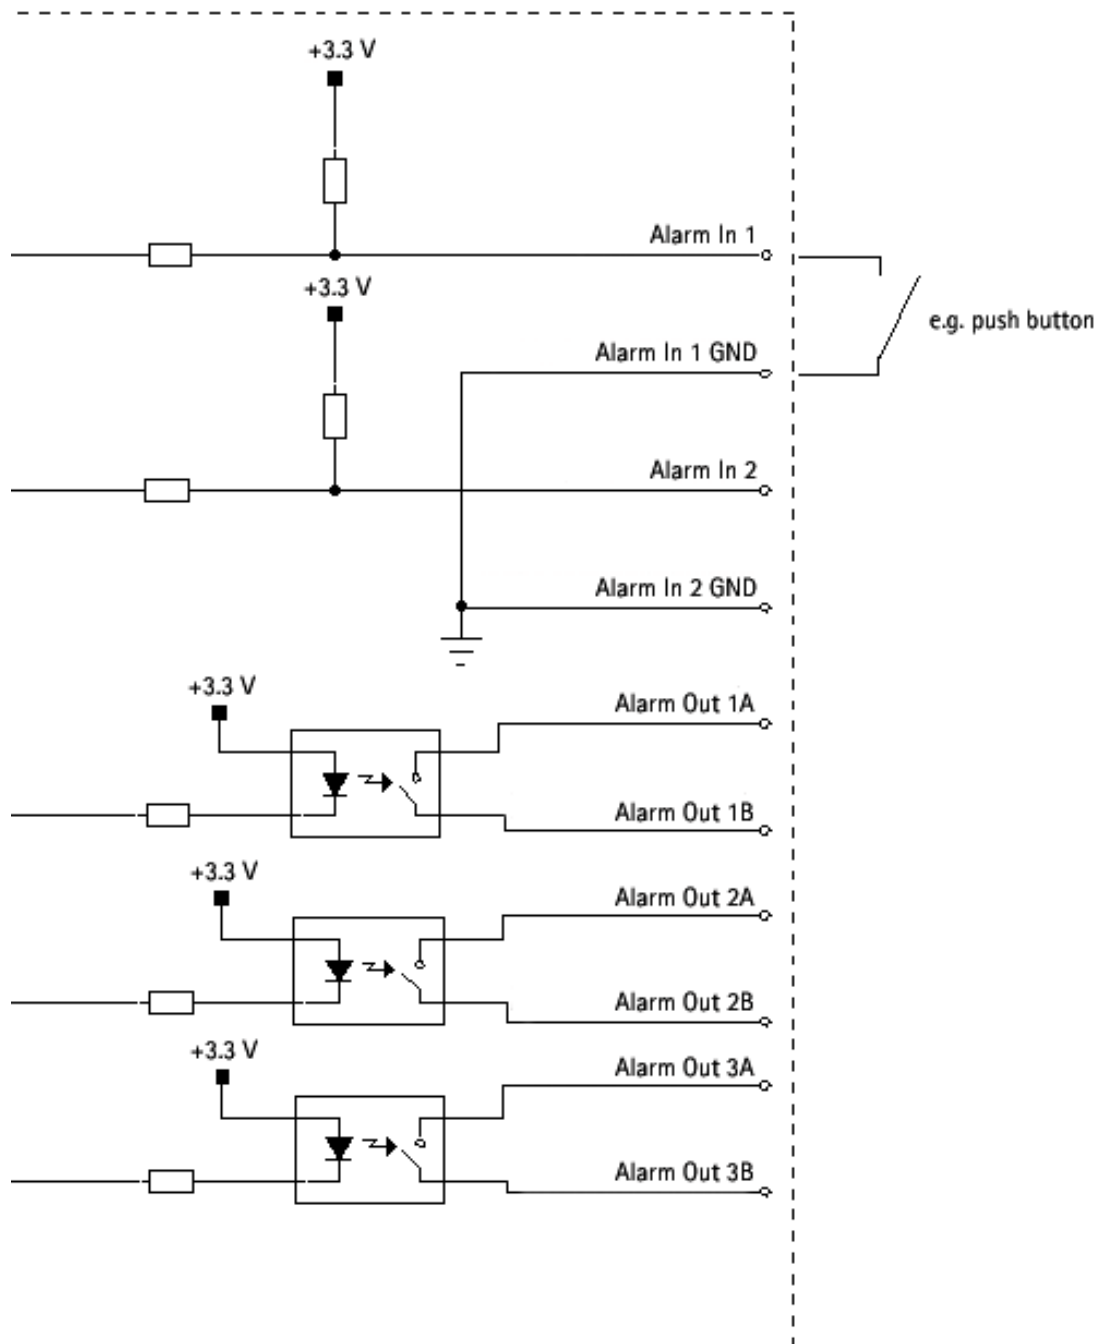 +3.3 V
Alarm In 1
+3.3 V
e.g. push button
Alarm In 1 GND
Alarm In 2
Alarm In 2 GND
+3.3 V
Alarm Out 1A
Alarm Out 1B
+3.3 V
Alarm Out 2A
Alarm Out 2B
+3.3 V
Alarm Out 3A
Alarm Out 3B